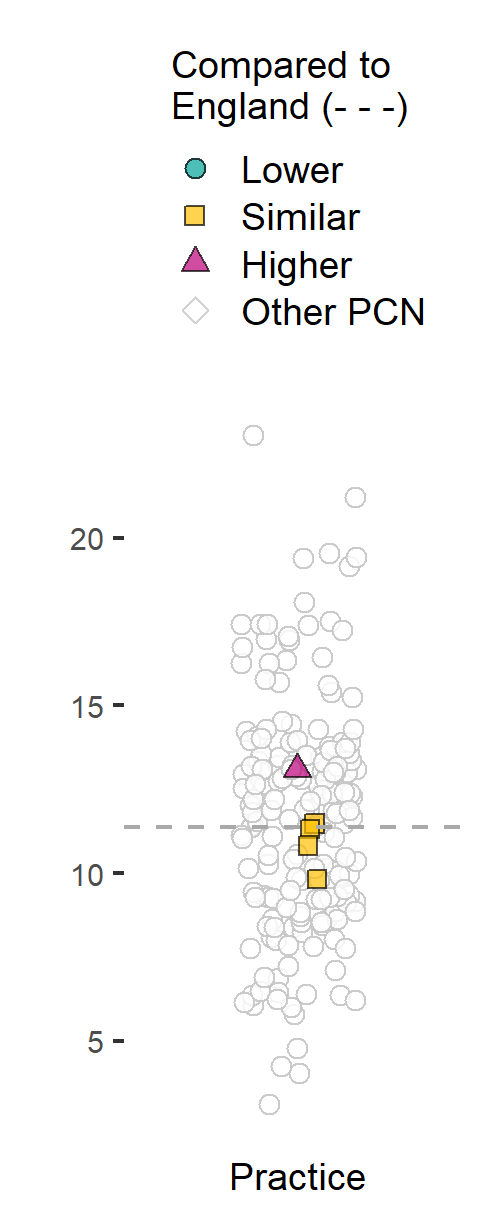 Compared to
England (- - -)
Lower
Similar
Higher
Other PCN
20
15
10
5
Practice